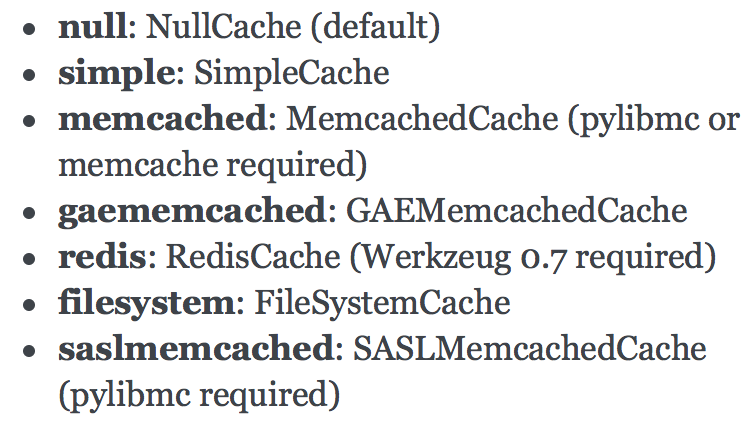 • null: NullCache (default)
• simple: SimpleCache
• memcached: MemcachedCache (pylibmc or
memcache required)
• gaememcached: GAEMemcachedCache
• redis: RedisCache (Werkzeug 0.7 required)
• filesystem: FileSystemCache
• saslmemcached: SASLMemcachedCache
(pylibmc required)